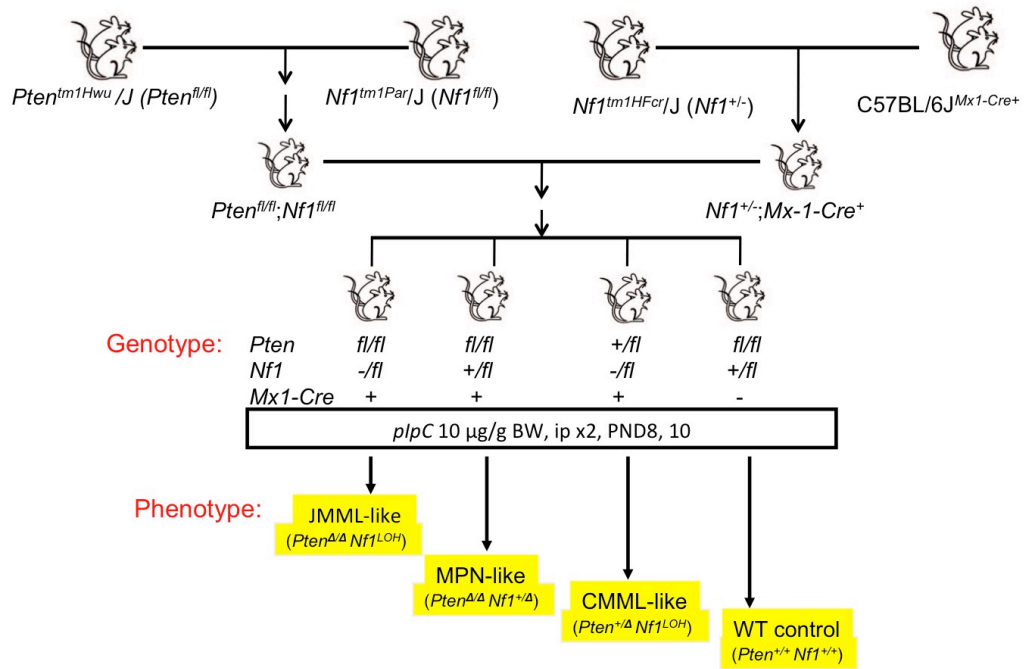 Pten^tm1Hwu /J (Pten^fl/fl) Nf1^tm1Par/J (Nf1^fl/fl) Nf1^tm1HFcr/J (Nf1^+/-) C57BL/6J^Mx1-Cre+
Pten^fl/fl;Nf1^fl/fl Nf1^+/-;Mx-1-Cre^+
Genotype: Pten fl/fl fl/fl +/fl fl/fl
Nf1 -/fl +/fl -/fl +/fl
Mx1-Cre + + + -
pIpC 10 µg/g BW, ip x2, PND8, 10
Phenotype:
JMML-like
(Pten^Δ/Δ Nf1^LOH)
MPN-like
(Pten^Δ/Δ Nf1^+/Δ)
CMML-like
(Pten^+/Δ Nf1^LOH)
WT control
(Pten^+/+ Nf1^+/+)